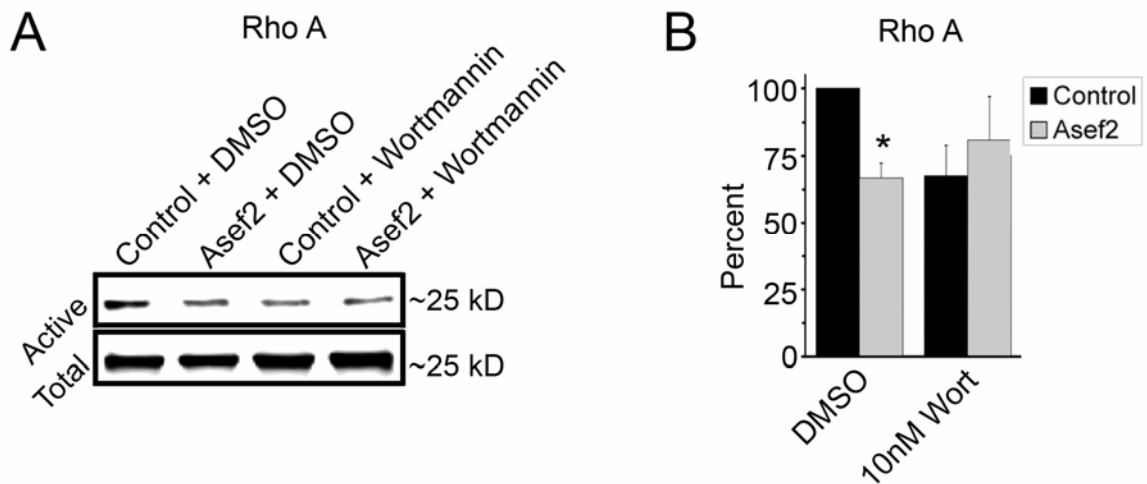 A
Rho A
Control + DMSO
Asef2 + DMSO
Control + Wortmannin
Asef2 + Wortmannin
Active
~25 kD
Total
~25 kD
B
Rho A
Control
Asef2
Percent
100
75
50
25
0
*
DMSO
10nM Wort